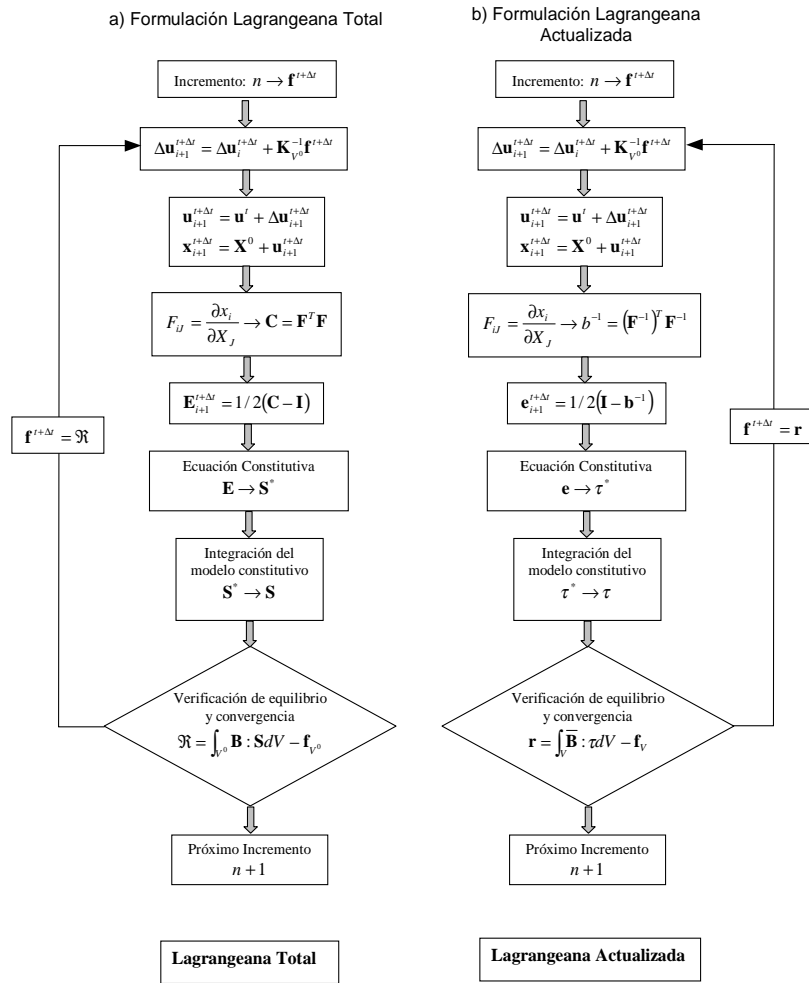 a) Formulación Lagrangeana Total
Incremento: n → f^{t+Δt}
Δu_{i+1}^{t+Δt} = Δu_i^{t+Δt} + K_{V^0}^{-1} f^{t+Δt}
u_{i+1}^{t+Δt} = u^t + Δu_{i+1}^{t+Δt}
x_{i+1}^{t+Δt} = X^0 + u_{i+1}^{t+Δt}
F_{iJ} = ∂x_i / ∂X_J → C = F^T F
E_{i+1}^{t+Δt} = 1/2(C − I)
f^{t+Δt} = ℜ
Ecuación Constitutiva
E → S^*
Integración del
modelo constitutivo
S^* → S
Verificación de equilibrio
y convergencia
ℜ = ∫_{V^0} B : S dV − f_{V^0}
Próximo Incremento
n + 1
Lagrangeana Total
b) Formulación Lagrangeana
Actualizada
Incremento: n → f^{t+Δt}
Δu_{i+1}^{t+Δt} = Δu_i^{t+Δt} + K_{V^0}^{-1} f^{t+Δt}
u_{i+1}^{t+Δt} = u^t + Δu_{i+1}^{t+Δt}
x_{i+1}^{t+Δt} = X^0 + u_{i+1}^{t+Δt}
F_{iJ} = ∂x_i / ∂X_J → b^{-1} = (F^{-1})^T F^{-1}
e_{i+1}^{t+Δt} = 1/2(I − b^{-1})
f^{t+Δt} = r
Ecuación Constitutiva
e → τ^*
Integración del
modelo constitutivo
τ^* → τ
Verificación de equilibrio
y convergencia
r = ∫_V B̄ : τ dV − f_V
Próximo Incremento
n + 1
Lagrangeana Actualizada